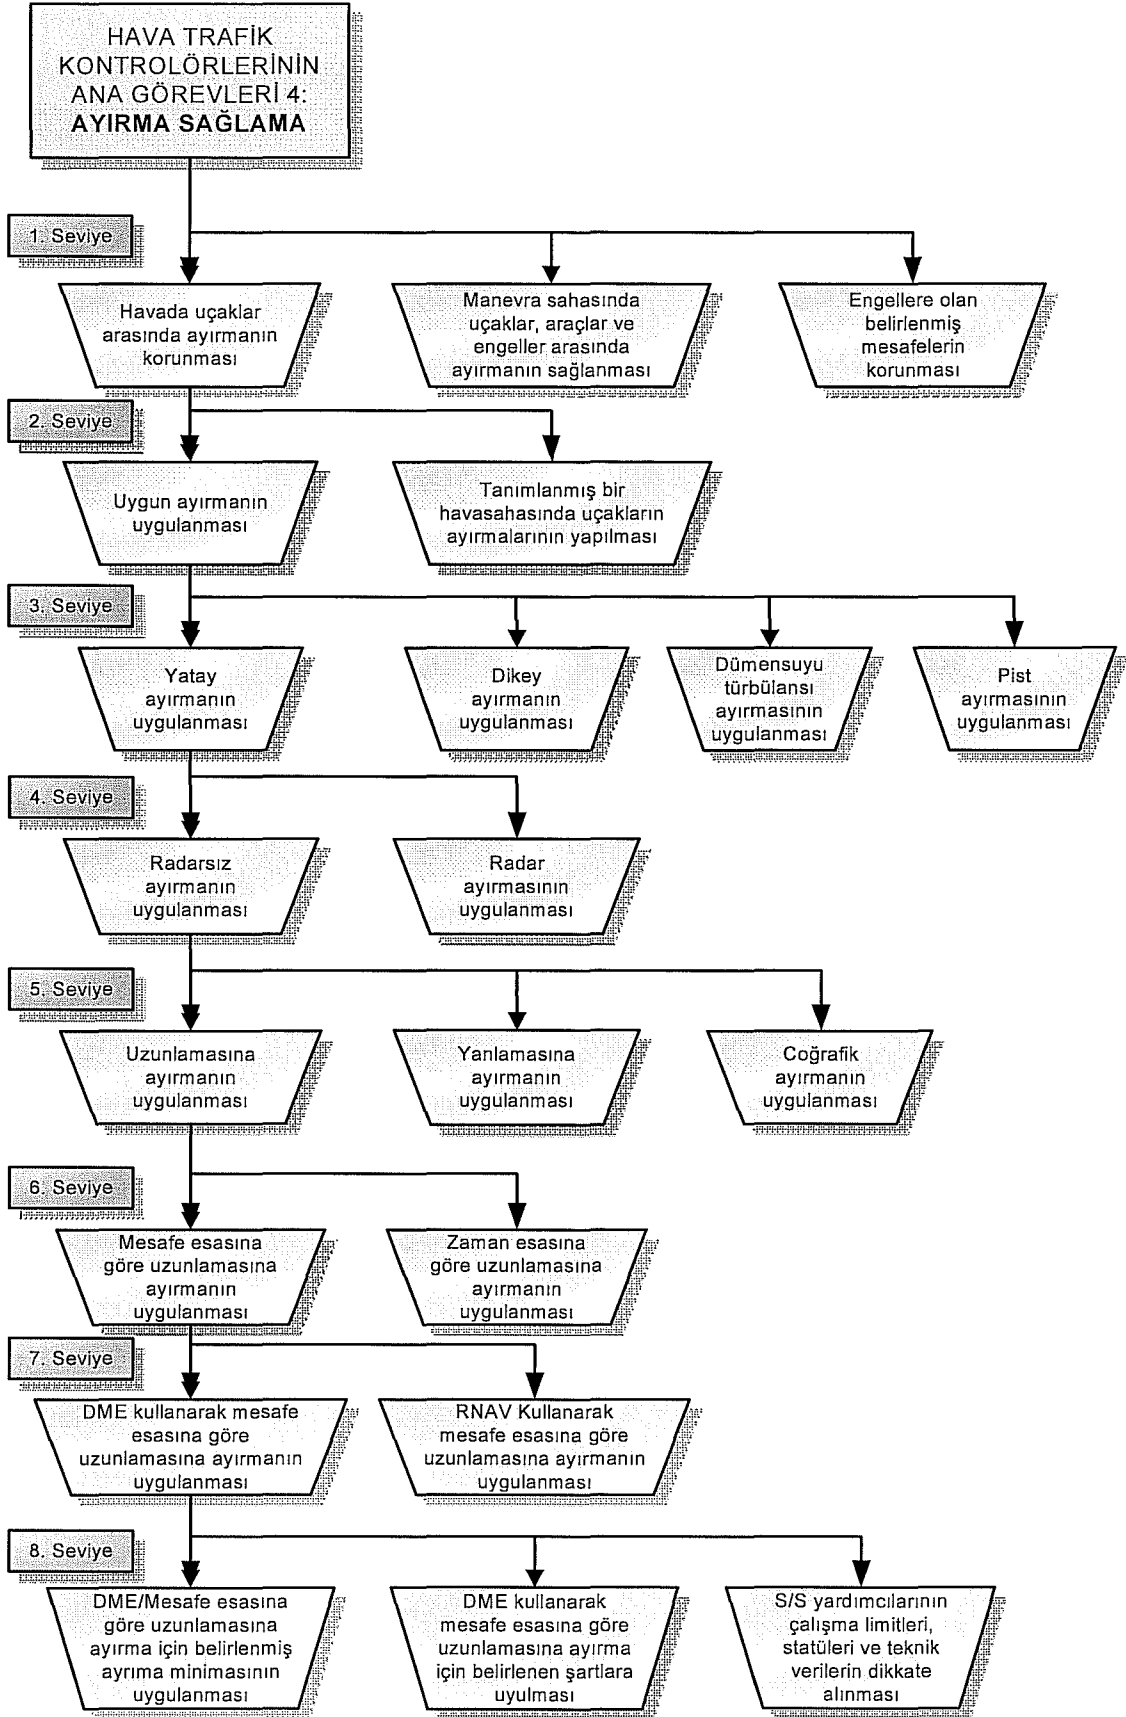 HAVA TRAFİK
KONTROLÖRLERİNİN
ANA GÖREVLERİ 4:
AYIRMA SAĞLAMA
1. Seviye
Havada uçaklar
arasında ayırmanın
korunması
Manevra sahasında
uçaklar, araçlar ve
engeller arasında
ayırmanın sağlanması
Engellere olan
belirlenmiş
mesafelerin
korunması
2. Seviye
Uygun ayırmanın
uygulanması
Tanımlanmış bir
havasahasında uçakların
ayırmalarının yapılması
3. Seviye
Yatay
ayırmanın
uygulanması
Dikey
ayırmanın
uygulanması
Dümensuyu
türbülansı
ayırmasının
uygulanması
Pist
ayırmasının
uygulanması
4. Seviye
Radarsız
ayırmanın
uygulanması
Radar
ayırmasının
uygulanması
5. Seviye
Uzunlamasına
ayırmanın
uygulanması
Yanlamasına
ayırmanın
uygulanması
Coğrafik
ayırmanın
uygulanması
6. Seviye
Mesafe esasına
göre uzunlamasına
ayırmanın
uygulanması
Zaman esasına
göre uzunlamasına
ayırmanın
uygulanması
7. Seviye
DME kullanarak mesafe
esasına göre
uzunlamasına ayırmanın
uygulanması
RNAV Kullanarak
mesafe esasına göre
uzunlamasına ayırmanın
uygulanması
8. Seviye
DME/Mesafe esasına
göre uzunlamasına
ayırma için belirlenmiş
ayrıma minimasının
uygulanması
DME kullanarak
mesafe esasına göre
uzunlamasına ayırma
için belirlenen şartlara
uyulması
S/S yardımcılarının
çalışma limitleri,
statüleri ve teknik
verilerin dikkate
alınması